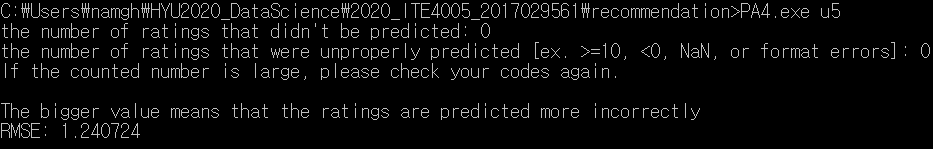 C:₩Users₩namgh₩HYU2020_DataScience₩2020_ITE4005_2017029561₩recommendation>PA4.exe u5
the number of ratings that didn't be predicted: 0
the number of ratings that were unproperly predicted [ex. >=10, <0, NaN, or format errors]: 0
If the counted number is large, please check your codes again.
The bigger value means that the ratings are predicted more incorrectly
RMSE: 1.240724